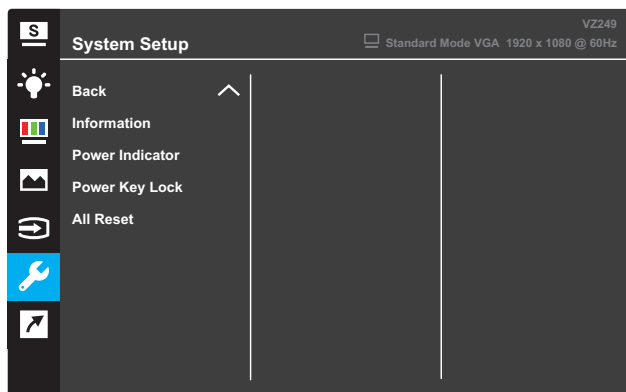 S
VZ249
System Setup
Standard Mode VGA 1920 x 1080 @ 60Hz
Back
Information
Power Indicator
Power Key Lock
All Reset